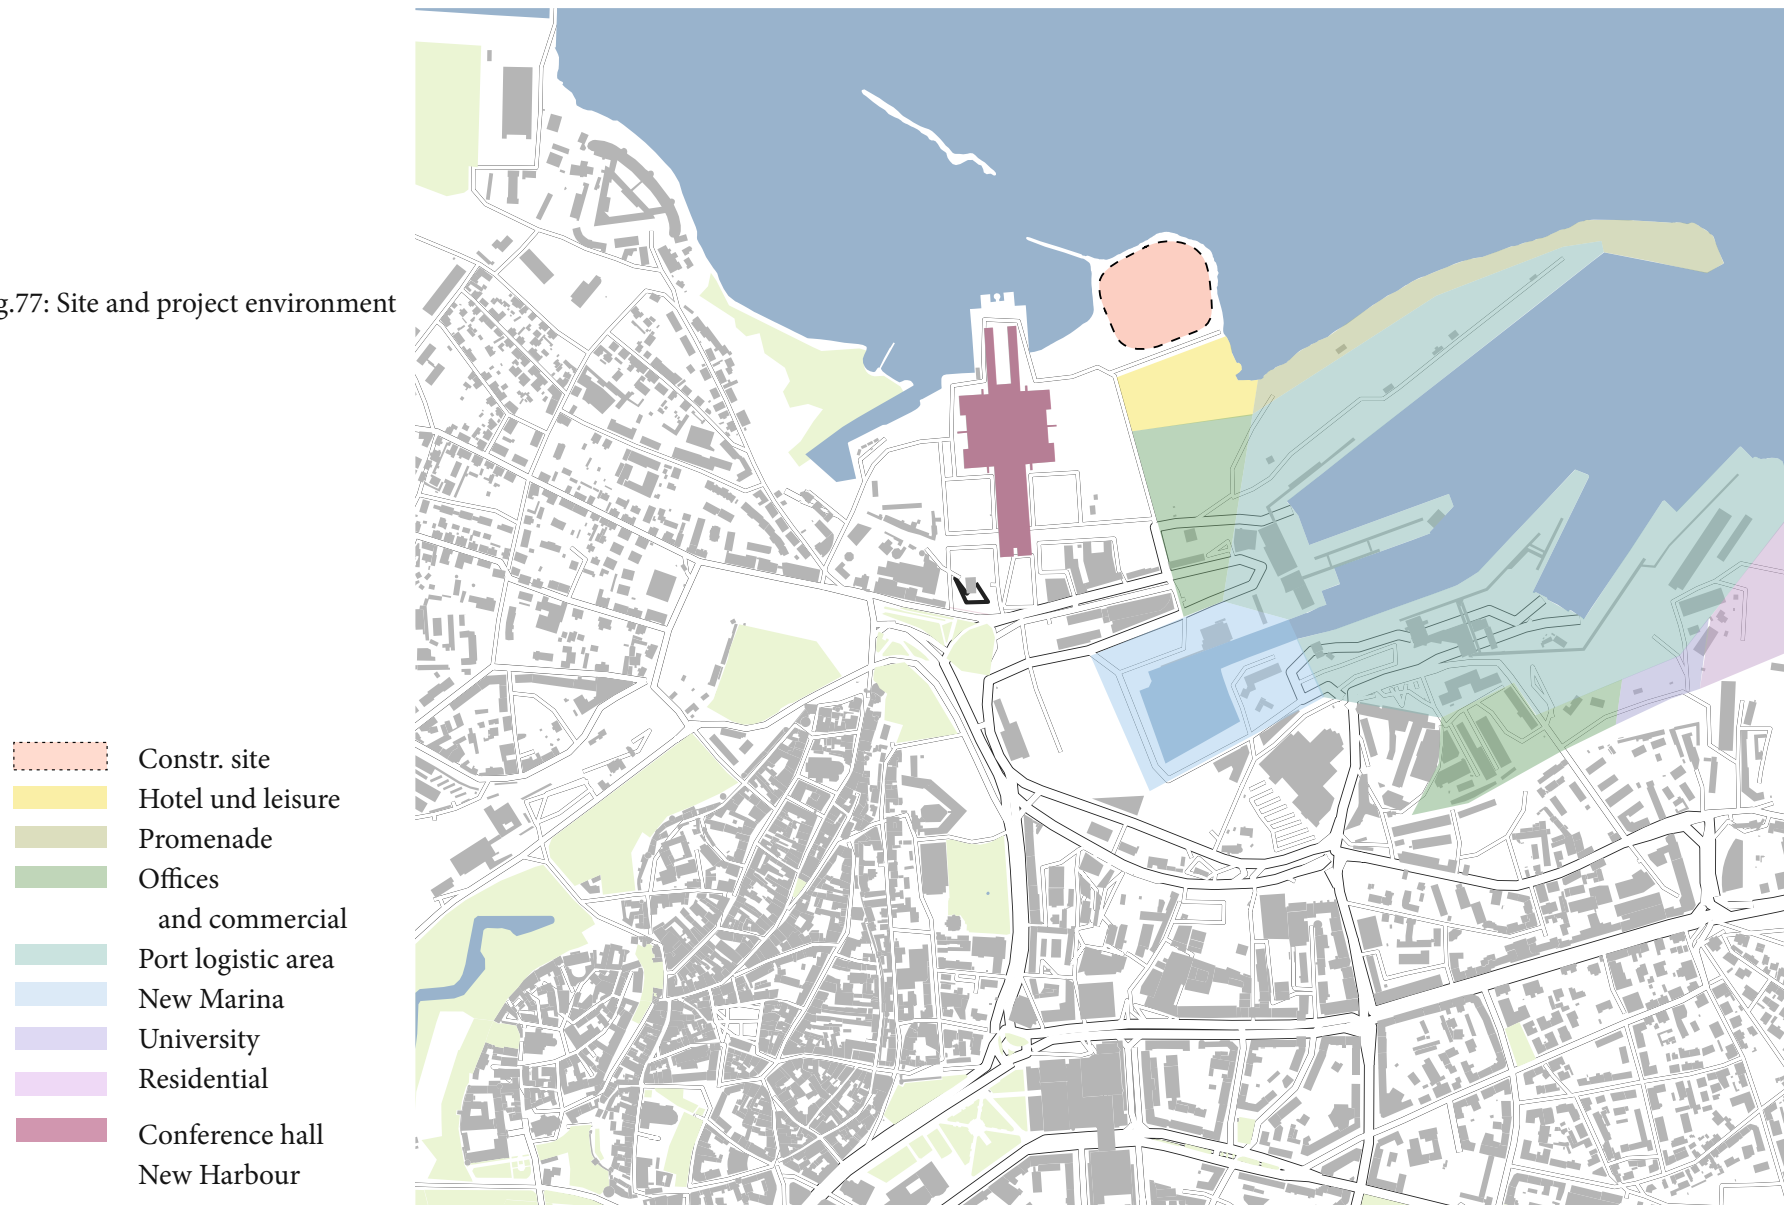 g.77: Site and project environment
Constr. site
Hotel und leisure
Promenade
Offices
and commercial
Port logistic area
New Marina
University
Residential
Conference hall
New Harbour